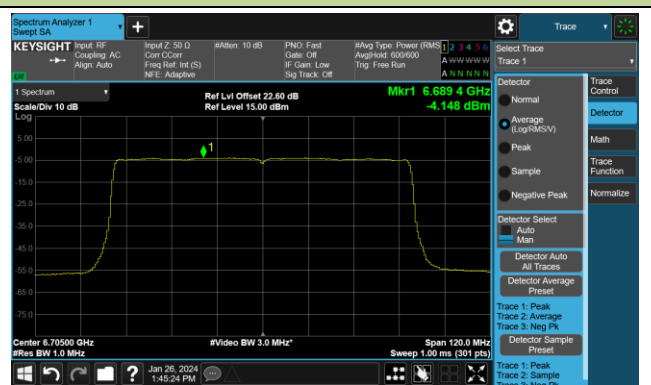 Spectrum Analyzer 1
Swept SA
KEYSIGHT
Input: RF
Coupling: AC
Align: Auto
Input Z: 50 Ω
Corr CCorr
Freq Ref: Int (S)
NFE: Adaptive
#Atten: 10 dB
PNO: Fast
Gate: Off
IF Gain: Low
Sig Track: Off
#Avg Type: Power (RMS
Avg|Hold: 600/600
Trig: Free Run
1 2 3 4 5 6
A W W W W W
A N N N N N
LW
1 Spectrum
Scale/Div 10 dB
Ref Lvl Offset 22.60 dB
Ref Level 15.00 dBm
Mkr1 6.689 4 GHz
-4.148 dBm
Log
5.00
-5.00
-15.0
-25.0
-35.0
-45.0
-55.0
-65.0
-75.0
1
Center 6.70500 GHz
#Res BW 1.0 MHz
#Video BW 3.0 MHz*
Span 120.0 MHz
Sweep 1.00 ms (301 pts)
Jan 26, 2024
1:45:24 PM
Trace
Select Trace
Trace 1
Detector
Normal
Average
(Log/RMS/V)
Peak
Sample
Negative Peak
Detector Select
Auto
Man
Detector Auto
All Traces
Detector Average
Preset
Trace 1: Peak
Trace 2: Average
Trace 3: Neg Pk
Detector Sample
Preset
Trace 1: Peak
Trace 2: Sample
Trace 3: Neg Pk
Trace
Control
Detector
Math
Trace
Function
Normalize